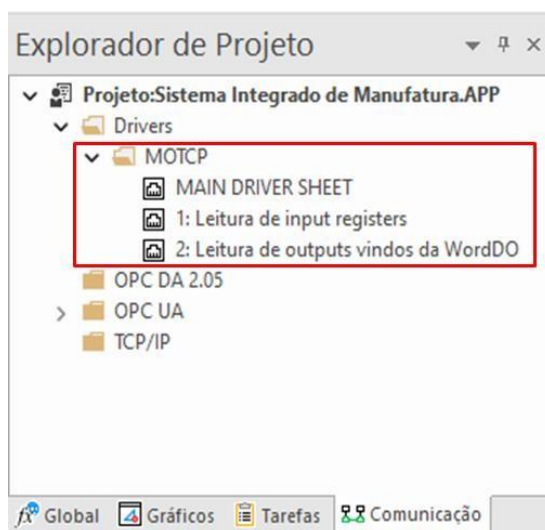 Explorador de Projeto
Projeto:Sistema Integrado de Manufatura.APP
Drivers
MOTCP
MAIN DRIVER SHEET
1: Leitura de input registers
2: Leitura de outputs vindos da WordDO
OPC DA 2.05
OPC UA
TCP/IP
fx Global Gráficos Tarefas Comunicação